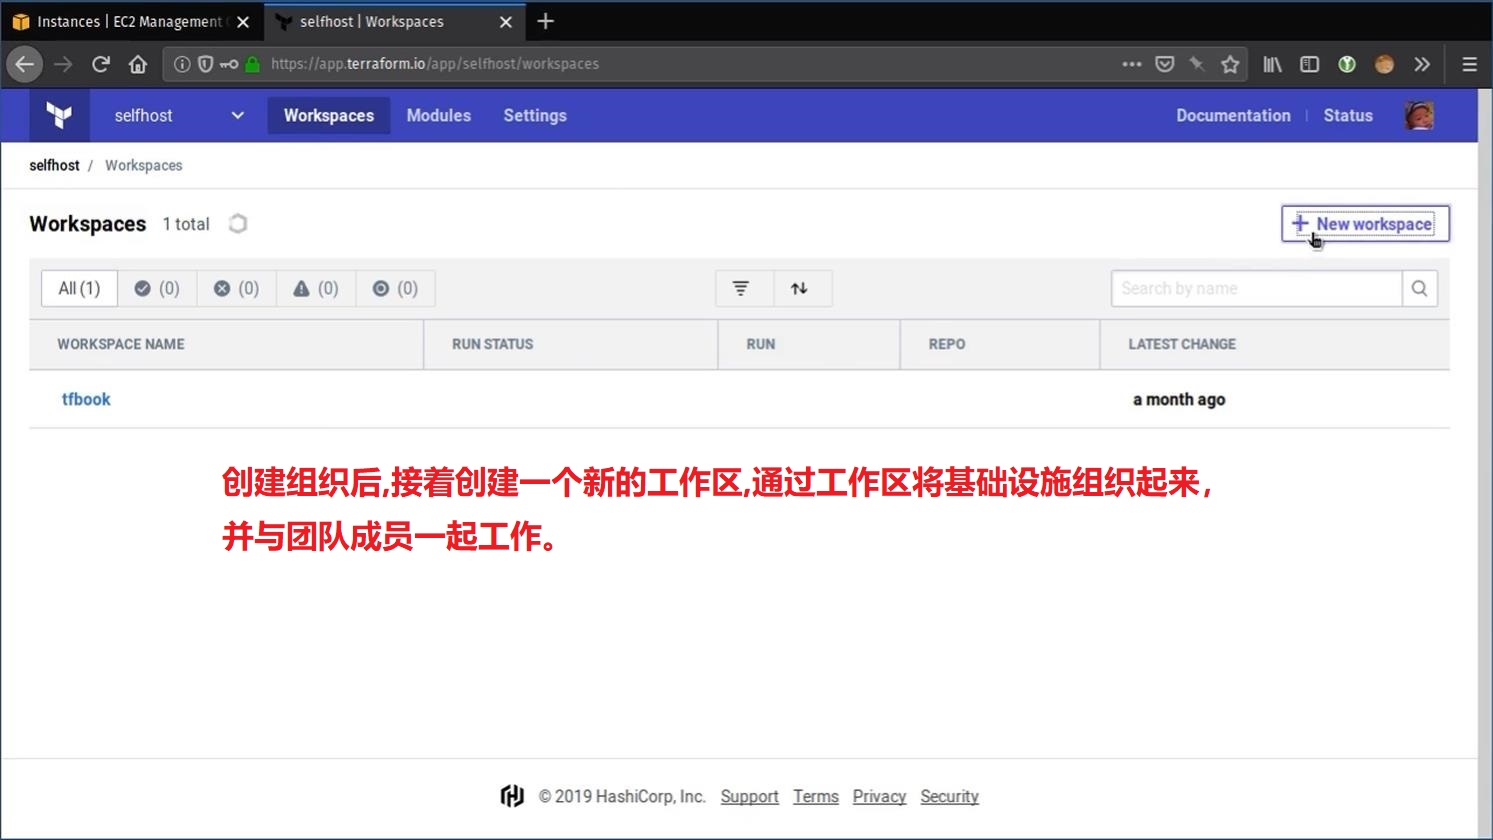 Instances | EC2 Management
selfhost | Workspaces
https://app.terraform.io/app/selfhost/workspaces
selfhost
Workspaces
Modules
Settings
Documentation
Status
selfhost / Workspaces
Workspaces 1 total
+ New workspace
All (1)
(0)
(0)
(0)
(0)
Search by name
WORKSPACE NAME
RUN STATUS
RUN
REPO
LATEST CHANGE
tfbook
a month ago
创建组织后,接着创建一个新的工作区,通过工作区将基础设施组织起来，
并与团队成员一起工作。
© 2019 HashiCorp, Inc. Support Terms Privacy Security